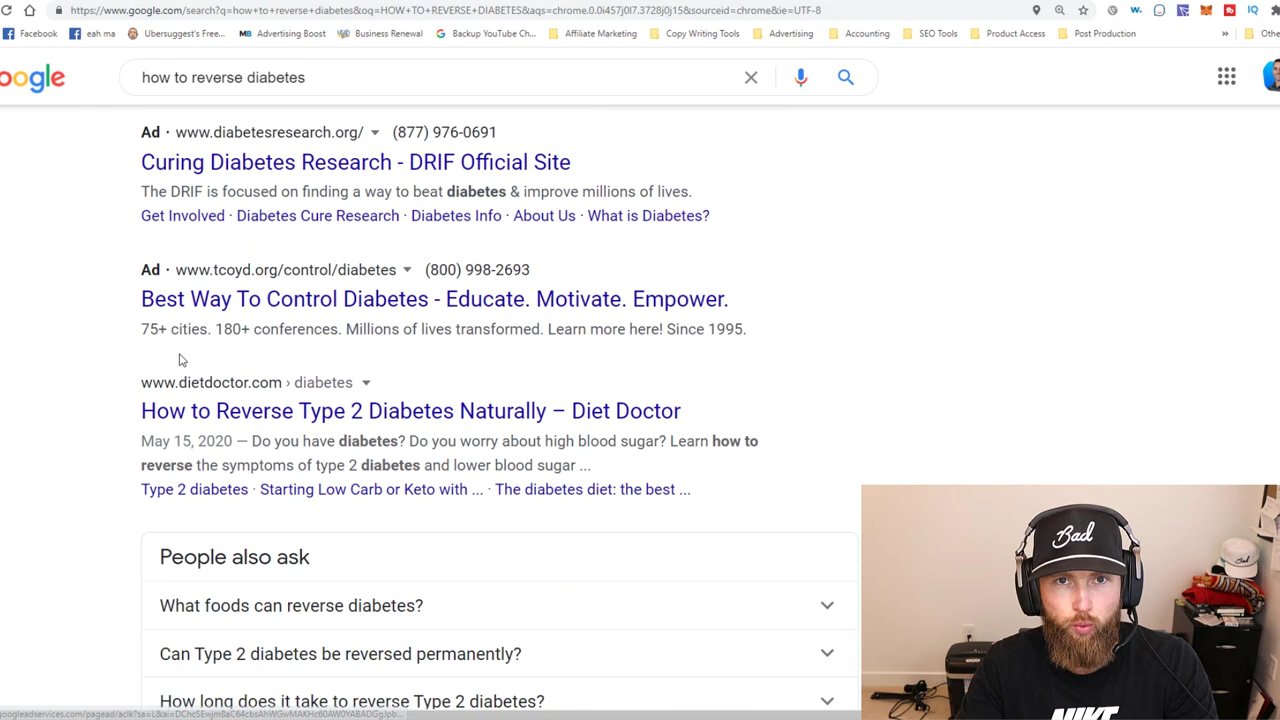 https://www.google.com/search?q=how+to+reverse+diabetes&oq=HOW+TO+REVERSE+DIABETES&aqs=chrome.0.0i457j0l7.3728j0j15&sourceid=chrome&ie=UTF-8
Facebook eah ma Ubersuggest's Free... Advertising Boost Business Renewal Backup YouTube Ch... Affiliate Marketing Copy Writing Tools Advertising Accounting SEO Tools Product Access Post Production » Othe
oogle how to reverse diabetes
Ad · www.diabetesresearch.org/ (877) 976-0691
Curing Diabetes Research - DRIF Official Site
The DRIF is focused on finding a way to beat diabetes & improve millions of lives.
Get Involved · Diabetes Cure Research · Diabetes Info · About Us · What is Diabetes?
Ad · www.tcoyd.org/control/diabetes (800) 998-2693
Best Way To Control Diabetes - Educate. Motivate. Empower.
75+ cities. 180+ conferences. Millions of lives transformed. Learn more here! Since 1995.
www.dietdoctor.com › diabetes
How to Reverse Type 2 Diabetes Naturally – Diet Doctor
May 15, 2020 — Do you have diabetes? Do you worry about high blood sugar? Learn how to
reverse the symptoms of type 2 diabetes and lower blood sugar ...
Type 2 diabetes · Starting Low Carb or Keto with ... · The diabetes diet: the best ...
People also ask
What foods can reverse diabetes?
Can Type 2 diabetes be reversed permanently?
How long does it take to reverse Type 2 diabetes?
Bad
NIKE